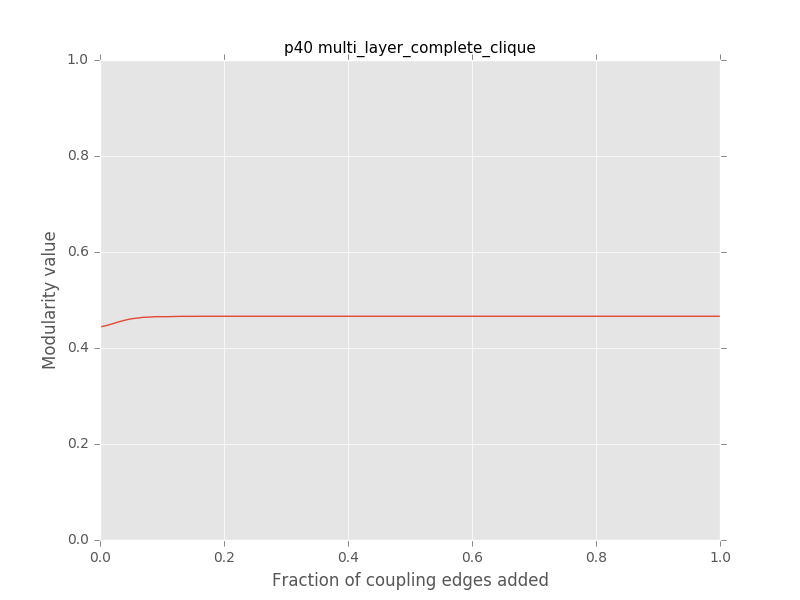 p40 multi_layer_complete_clique
1.0
0.8
0.6
0.4
0.2
0.0
Modularity value
0.0 0.2 0.4 0.6 0.8 1.0
Fraction of coupling edges added